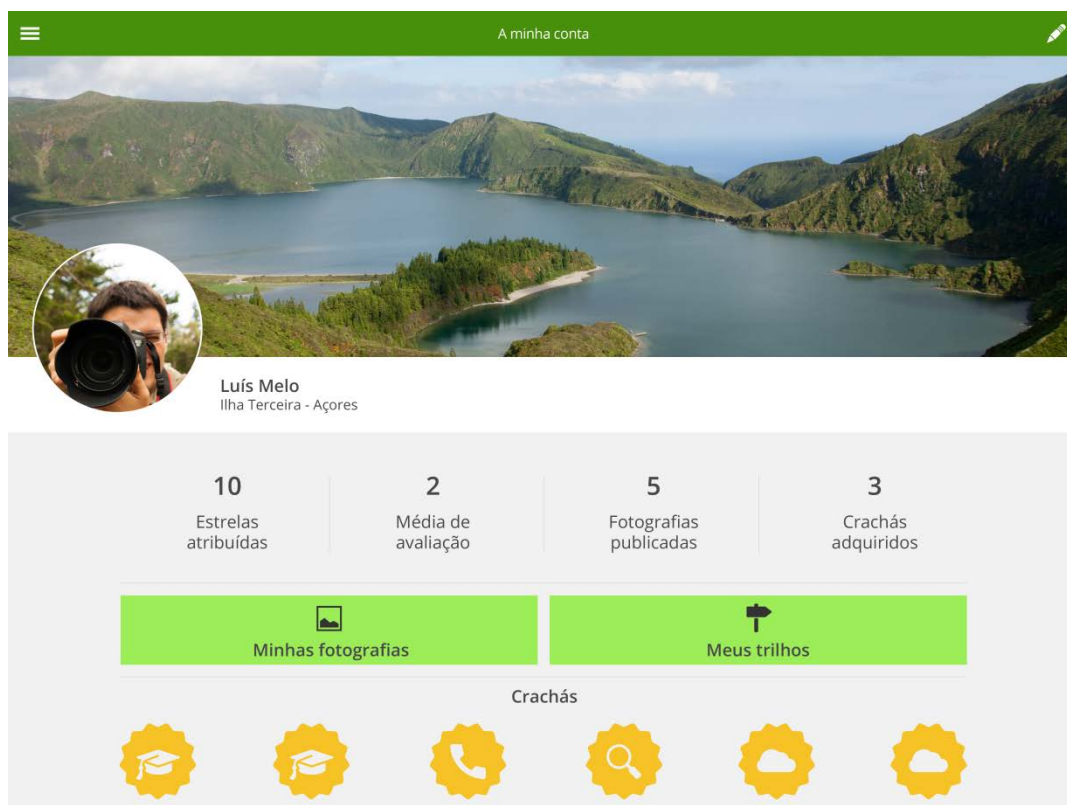 A minha conta
Luís Melo
Ilha Terceira - Açores
10
Estrelas
atribuídas
2
Média de
avaliação
5
Fotografias
publicadas
3
Crachás
adquiridos
Minhas fotografias
Meus trilhos
Crachás